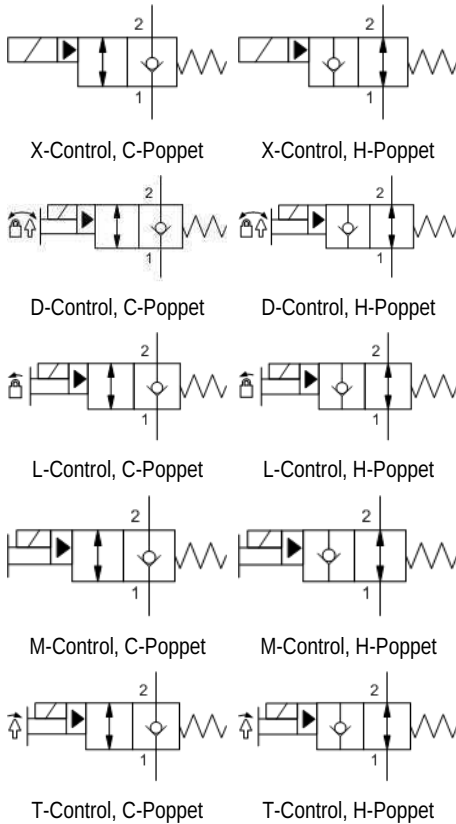 2 2
1 1
X-Control, C-Poppet X-Control, H-Poppet
2 2
1 1
D-Control, C-Poppet D-Control, H-Poppet
2 2
1 1
L-Control, C-Poppet L-Control, H-Poppet
2 2
1 1
M-Control, C-Poppet M-Control, H-Poppet
2 2
1 1
T-Control, C-Poppet T-Control, H-Poppet